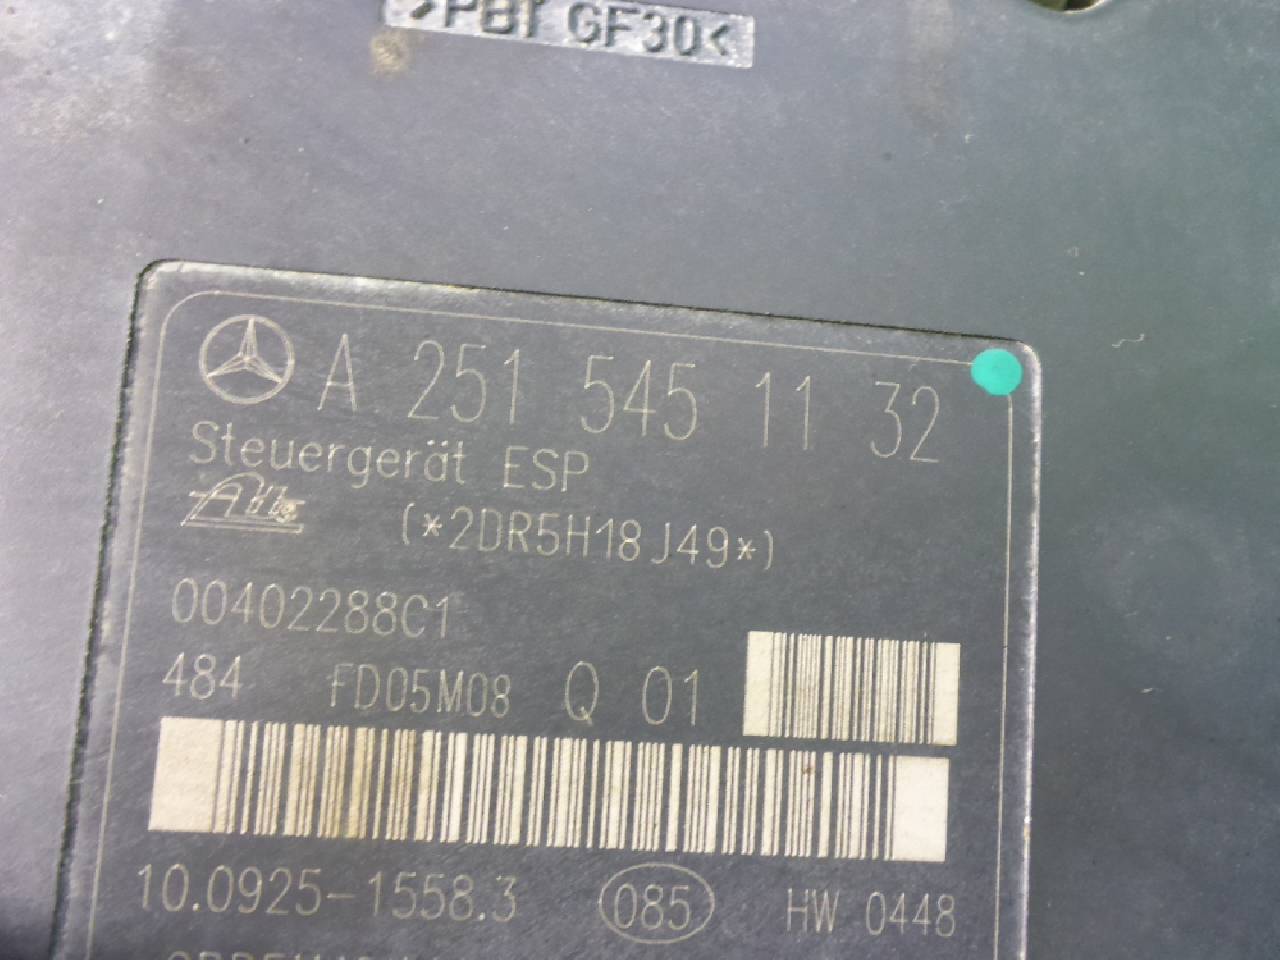 >PBT GF30<
A 251 545 11 32
Steuergerät ESP
Ate
(*2DR5H18J49*)
00402288C1
484 FD05M08 Q 01
10.0925-1558.3 085 HW 0448